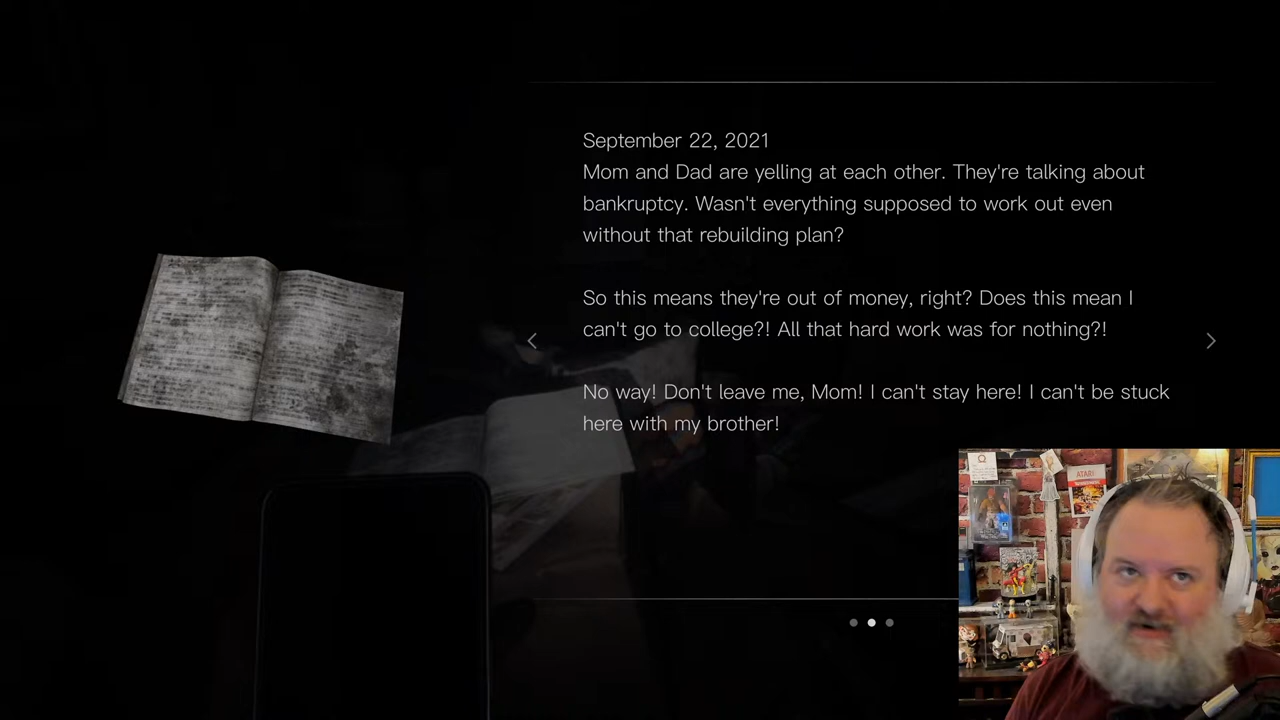 September 22, 2021
Mom and Dad are yelling at each other. They're talking about
bankruptcy. Wasn't everything supposed to work out even
without that rebuilding plan?
So this means they're out of money, right? Does this mean I
can't go to college?! All that hard work was for nothing?!
No way! Don't leave me, Mom! I can't stay here! I can't be stuck
here with my brother!
ATARI